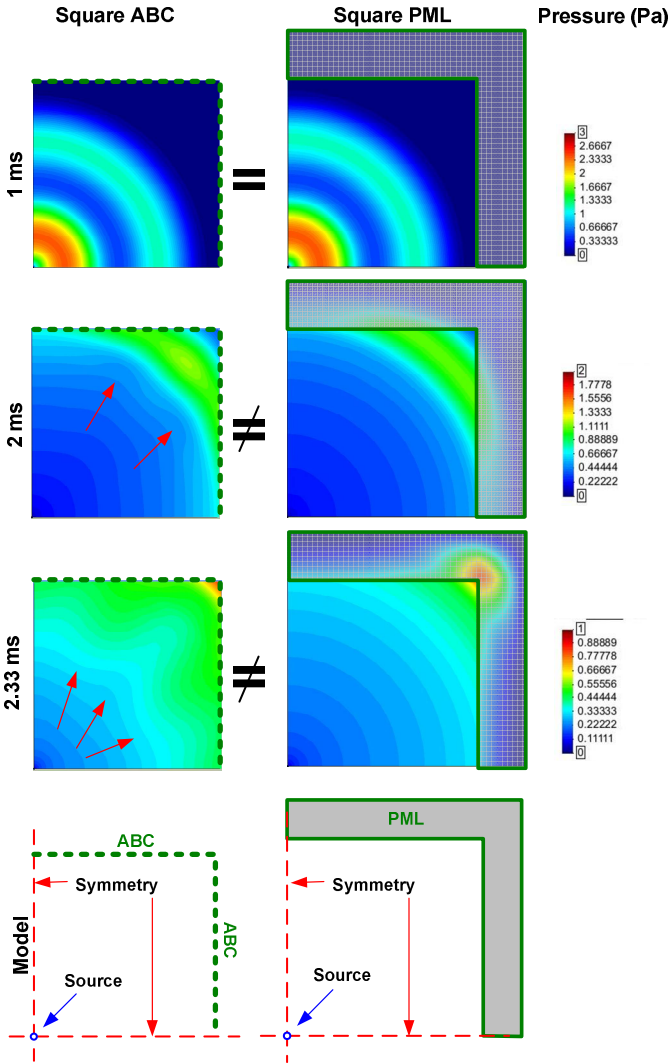 Square ABC
Square PML
Pressure (Pa)
1 ms
=
3
2.6667
2.3333
2
1.6667
1.3333
1
0.66667
0.33333
0
2 ms
≠
2
1.7778
1.5556
1.3333
1.1111
0.88889
0.66667
0.44444
0.22222
0
2.33 ms
≠
1
0.88889
0.77778
0.66667
0.55556
0.44444
0.33333
0.22222
0.11111
0
Model
ABC
ABC
Symmetry
Source
PML
Symmetry
Source